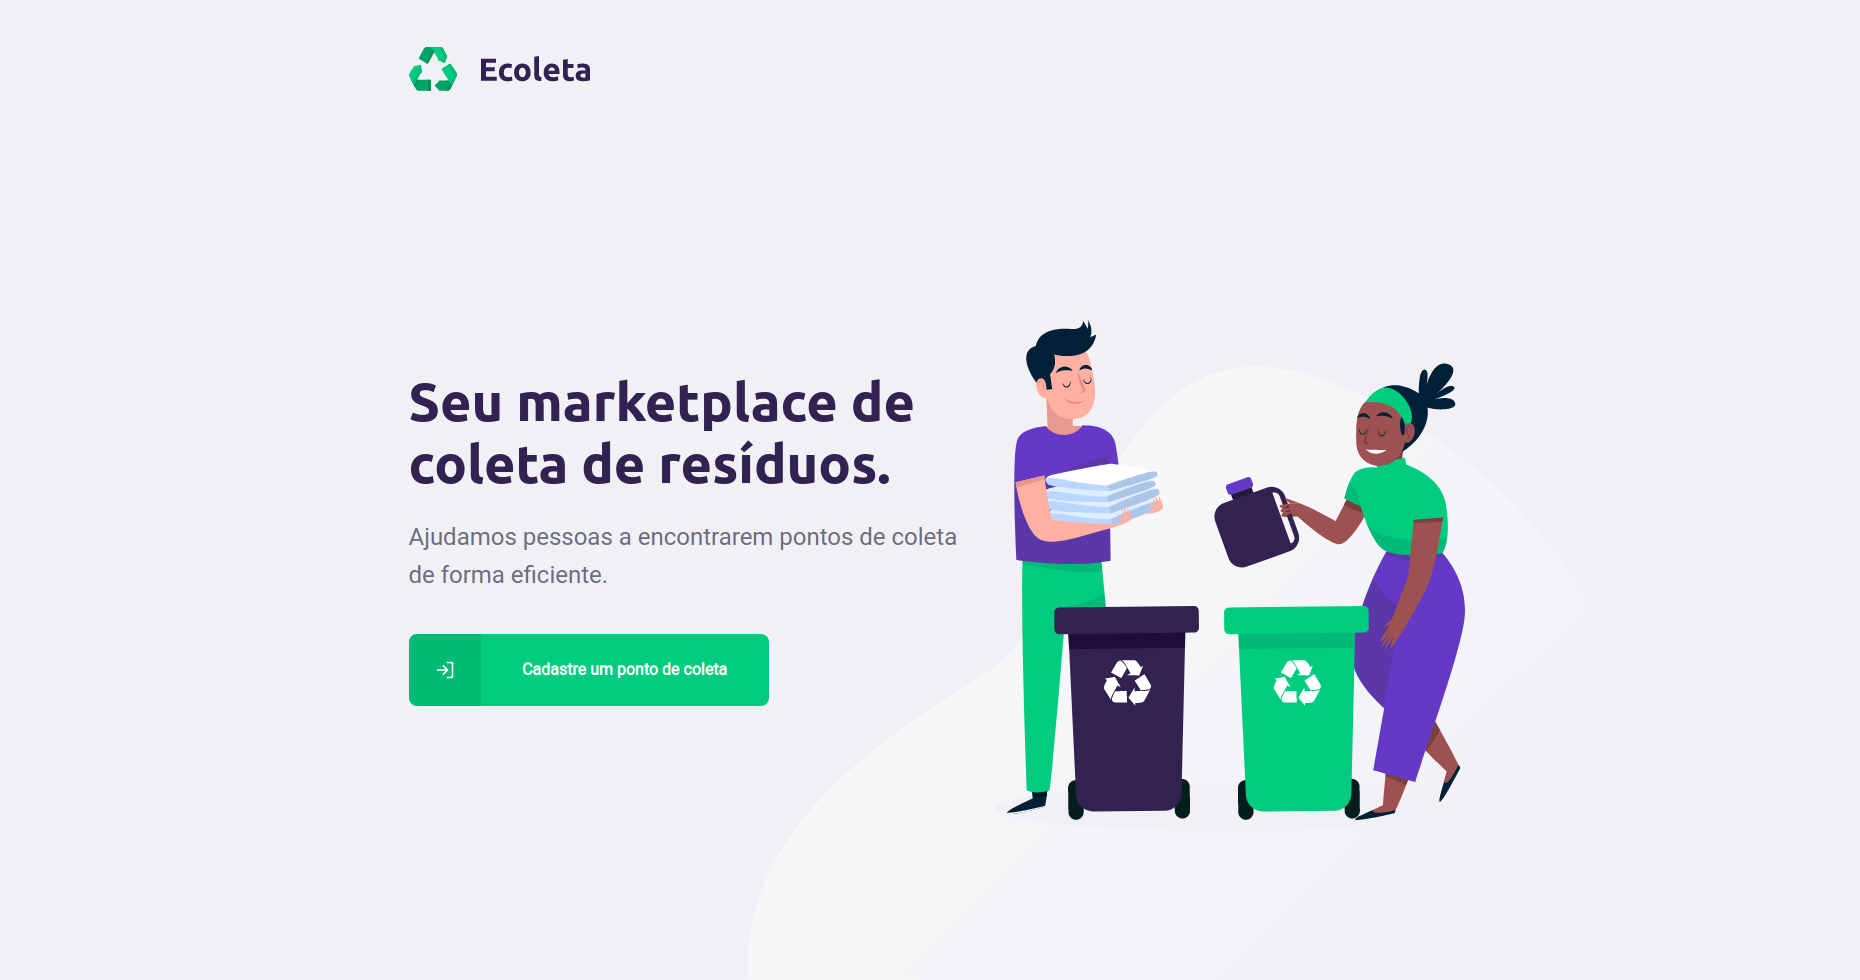 Ecoleta
Seu marketplace de
coleta de resíduos.
Ajudamos pessoas a encontrarem pontos de coleta
de forma eficiente.
Cadastre um ponto de coleta